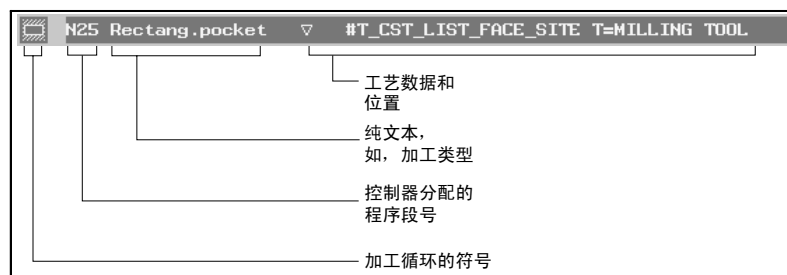 N25 Rectang.pocket ▽ #T_CST_LIST_FACE_SITE T=MILLING TOOL
工艺数据和
位置
纯文本，
如，加工类型
控制器分配的
程序段号
加工循环的符号